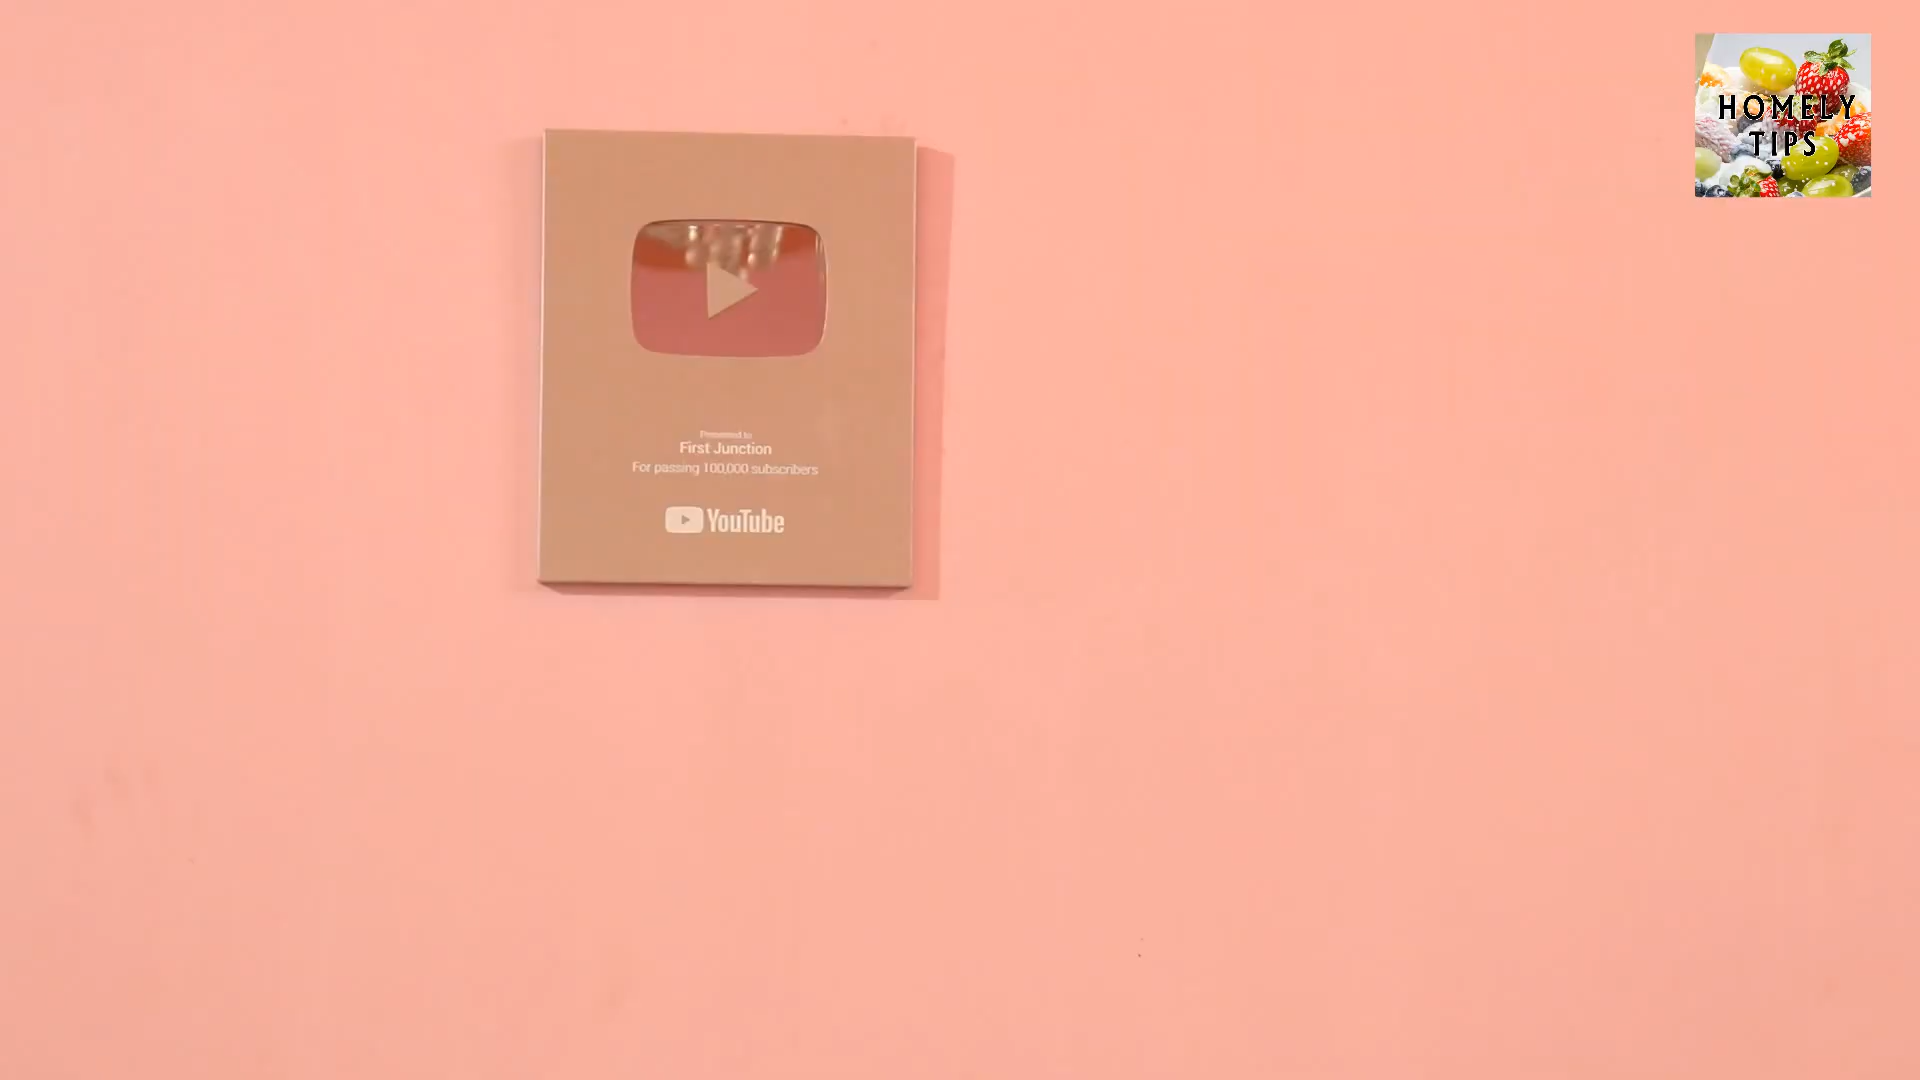 HOMELY
TIPS
Presented to
First Junction
For passing 100,000 subscribers
YouTube